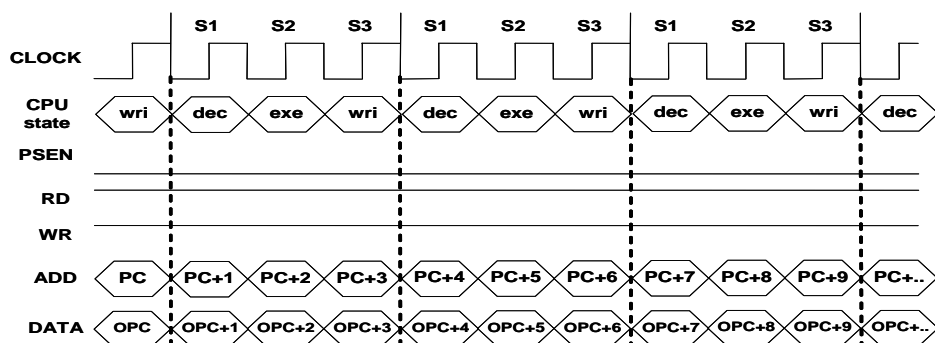 S1 S2 S3 S1 S2 S3 S1 S2 S3
CLOCK
CPU state wri dec exe wri dec exe wri dec exe wri dec
PSEN
RD
WR
ADD PC PC+1 PC+2 PC+3 PC+4 PC+5 PC+6 PC+7 PC+8 PC+9 PC+..
DATA OPC OPC+1 OPC+2 OPC+3 OPC+4 OPC+5 OPC+6 OPC+7 OPC+8 OPC+9 OPC+..